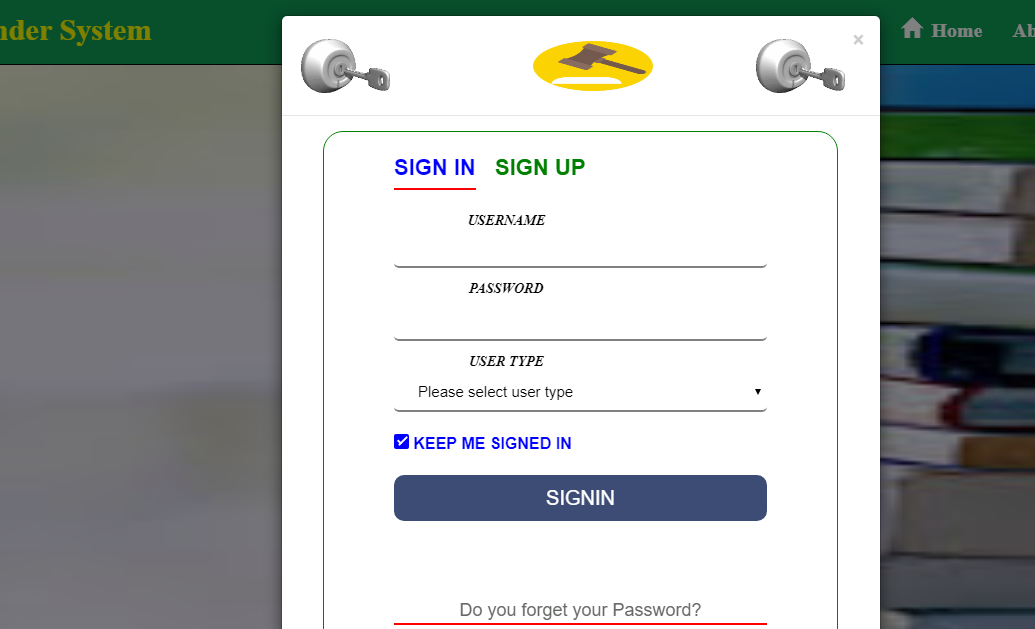 nder System
×
Home
Ab
SIGN IN SIGN UP
USERNAME
PASSWORD
USER TYPE
Please select user type
KEEP ME SIGNED IN
SIGNIN
Do you forget your Password?